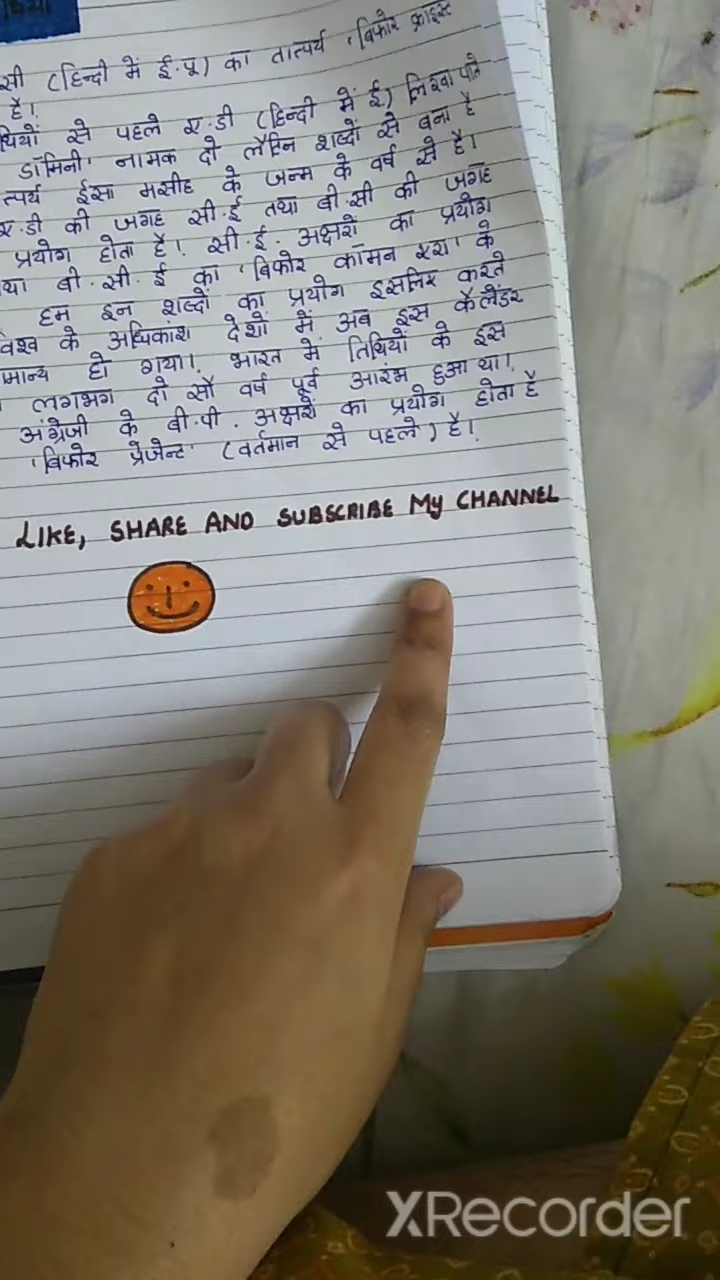 सी (हिन्दी में ई.पू) का तात्पर्य 'बिफोर क्राइस्ट
है।
थियों से पहले ए.डी (हिन्दी में ई.) लिखा पाते
डॉमिनी' नामक दो लैटिन शब्दों से बना है
त्पर्य ईसा मसीह के जन्म के वर्ष से है।
ए.डी की जगह सी.ई तथा बी.सी की जगह
प्रयोग होता है। सी.ई. अक्षरों का प्रयोग
था बी.सी.ई का 'बिफोर कॉमन एरा' के
हम इन शब्दों का प्रयोग इसलिए करते
वश्व के अधिकांश देशों में अब इस कैलेंडर
मान्य हो गया। भारत में तिथियों के इस
लगभग दो सौ वर्ष पूर्व आरंभ हुआ था।
अंग्रेजी के बी.पी. अक्षरों का प्रयोग होता है
'बिफोर प्रेजेन्ट' (वर्तमान से पहले) है।
LIKE, SHARE AND SUBSCRIBE My CHANNEL
XRecorder